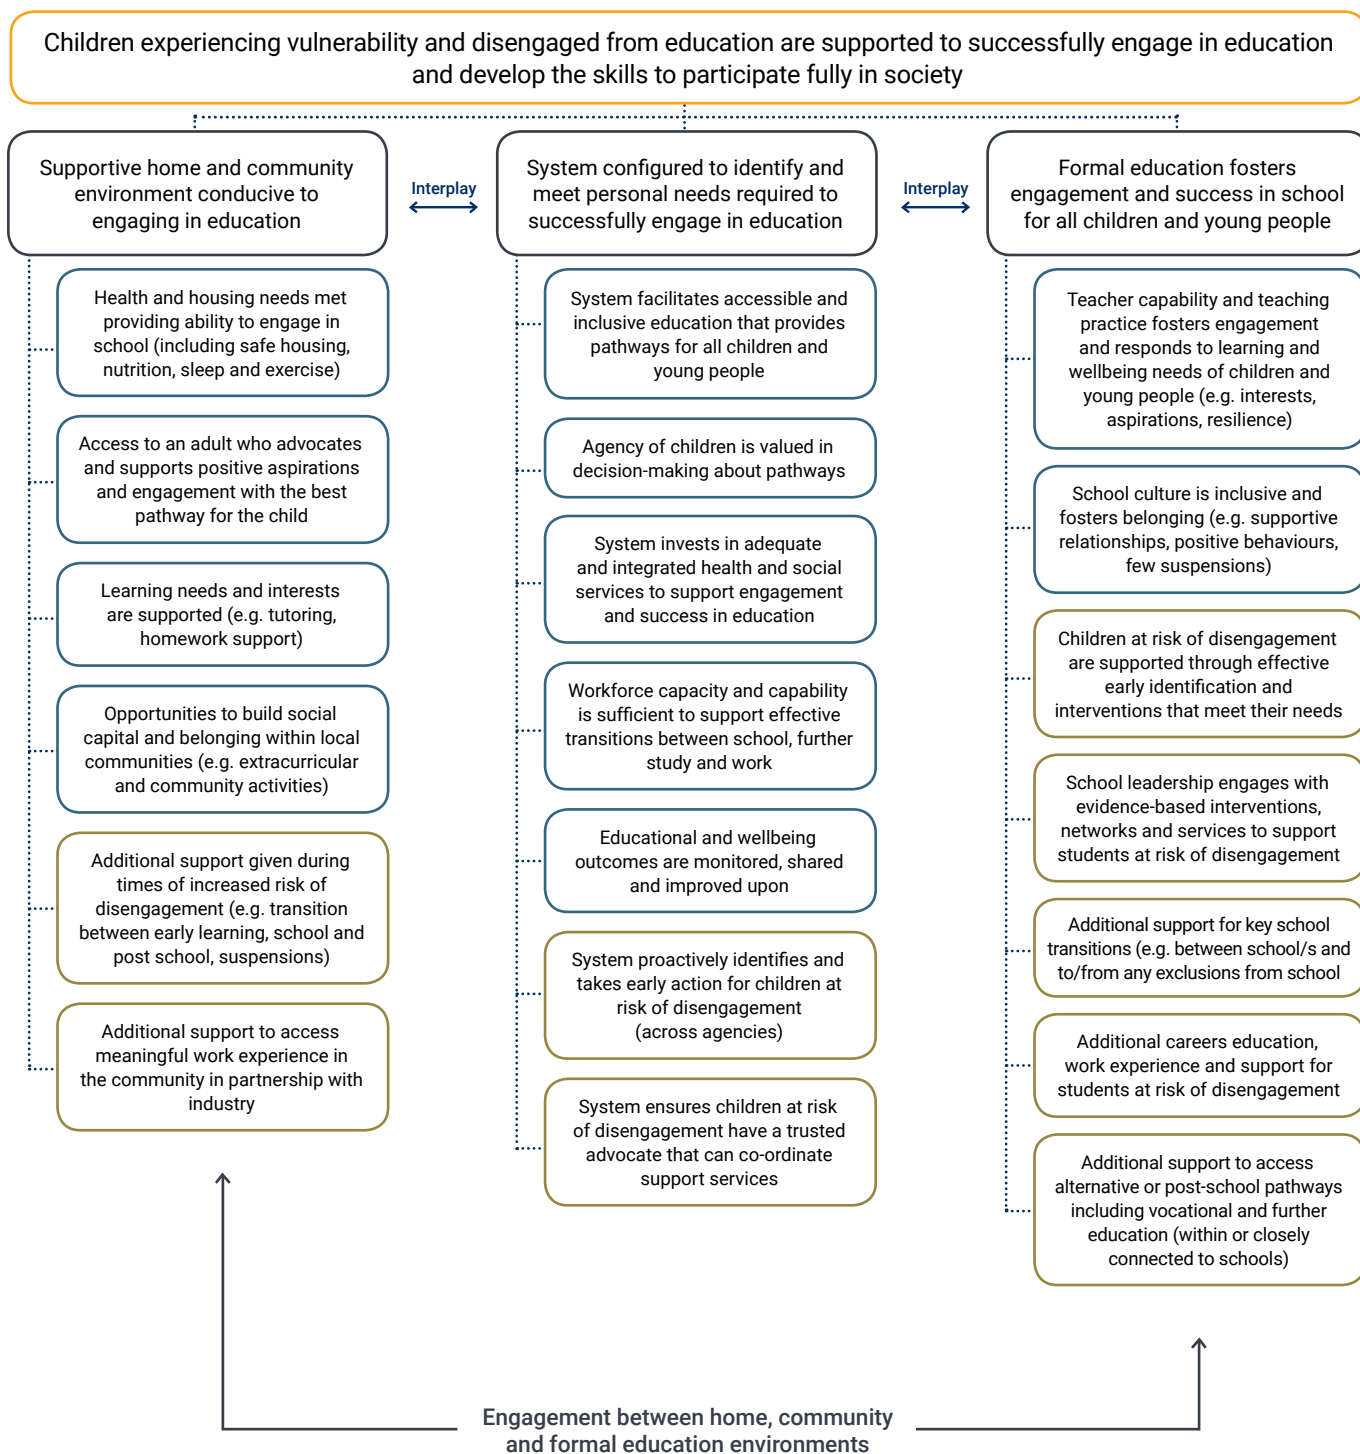 Children experiencing vulnerability and disengaged from education are supported to successfully engage in education
and develop the skills to participate fully in society
Supportive home and community
environment conducive to
engaging in education
Interplay
System configured to identify and
meet personal needs required to
successfully engage in education
Interplay
Formal education fosters
engagement and success in school
for all children and young people
Health and housing needs met
providing ability to engage in
school (including safe housing,
nutrition, sleep and exercise)
Access to an adult who advocates
and supports positive aspirations
and engagement with the best
pathway for the child
Learning needs and interests
are supported (e.g. tutoring,
homework support)
Opportunities to build social
capital and belonging within local
communities (e.g. extracurricular
and community activities)
Additional support given during
times of increased risk of
disengagement (e.g. transition
between early learning, school and
post school, suspensions)
Additional support to access
meaningful work experience in
the community in partnership with
industry
System facilitates accessible and
inclusive education that provides
pathways for all children and
young people
Agency of children is valued in
decision-making about pathways
System invests in adequate
and integrated health and social
services to support engagement
and success in education
Workforce capacity and capability
is sufficient to support effective
transitions between school, further
study and work
Educational and wellbeing
outcomes are monitored, shared
and improved upon
System proactively identifies and
takes early action for children at
risk of disengagement
(across agencies)
System ensures children at risk
of disengagement have a trusted
advocate that can co-ordinate
support services
Teacher capability and teaching
practice fosters engagement
and responds to learning and
wellbeing needs of children and
young people (e.g. interests,
aspirations, resilience)
School culture is inclusive and
fosters belonging (e.g. supportive
relationships, positive behaviours,
few suspensions)
Children at risk of disengagement
are supported through effective
early identification and
interventions that meet their needs
School leadership engages with
evidence-based interventions,
networks and services to support
students at risk of disengagement
Additional support for key school
transitions (e.g. between school/s and
to/from any exclusions from school
Additional careers education,
work experience and support for
students at risk of disengagement
Additional support to access
alternative or post-school pathways
including vocational and further
education (within or closely
connected to schools)
Engagement between home, community
and formal education environments